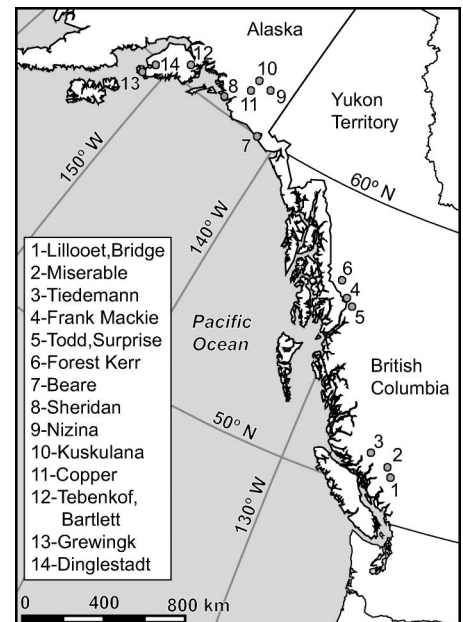 Alaska
Yukon
Territory
British
Columbia
Pacific
Ocean
150° W
140° W
130° W
60° N
50° N
12
14
13
8
10
11
9
7
6
4
5
3
2
1
1-Lillooet,Bridge
2-Miserable
3-Tiedemann
4-Frank Mackie
5-Todd,Surprise
6-Forest Kerr
7-Beare
8-Sheridan
9-Nizina
10-Kuskulana
11-Copper
12-Tebenkof,
Bartlett
13-Grewingk
14-Dinglestadt
0 400 800 km